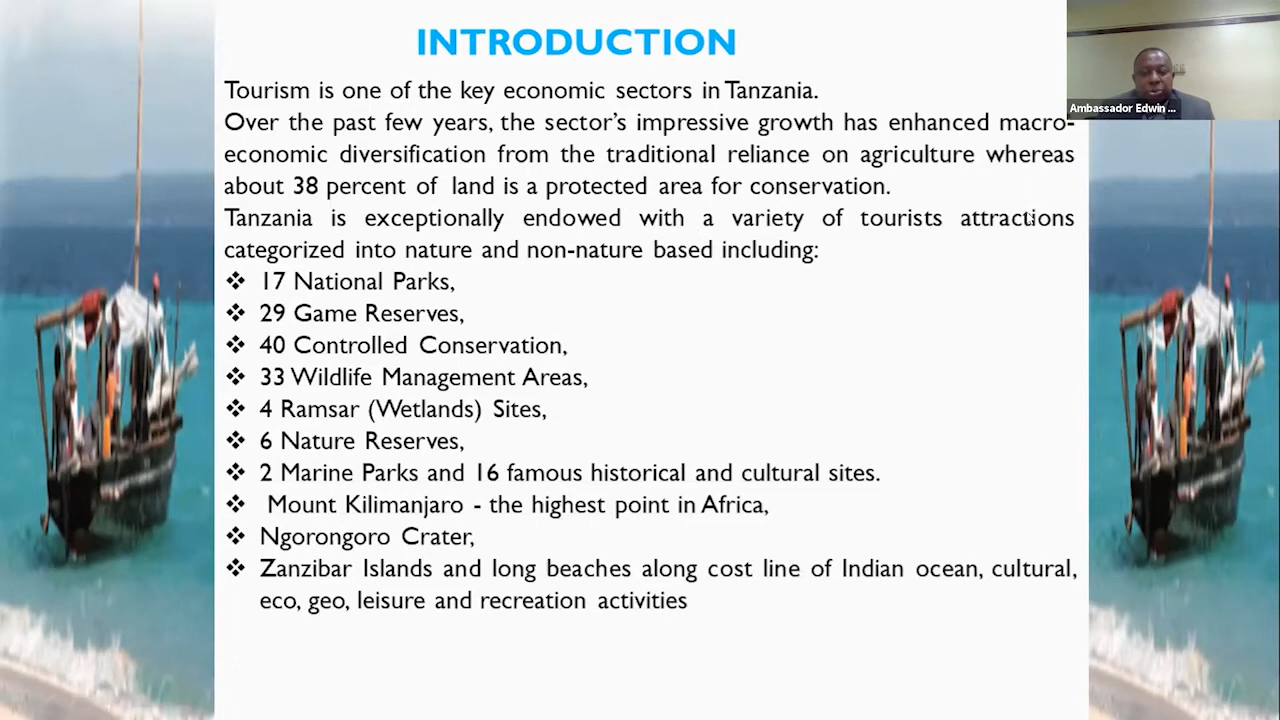 INTRODUCTION
Tourism is one of the key economic sectors in Tanzania.
Over the past few years, the sector's impressive growth has enhanced macro-
economic diversification from the traditional reliance on agriculture whereas
about 38 percent of land is a protected area for conservation.
Tanzania is exceptionally endowed with a variety of tourists attractions
categorized into nature and non-nature based including:
❖ 17 National Parks,
❖ 29 Game Reserves,
❖ 40 Controlled Conservation,
❖ 33 Wildlife Management Areas,
❖ 4 Ramsar (Wetlands) Sites,
❖ 6 Nature Reserves,
❖ 2 Marine Parks and 16 famous historical and cultural sites.
❖ Mount Kilimanjaro - the highest point in Africa,
❖ Ngorongoro Crater,
❖ Zanzibar Islands and long beaches along cost line of Indian ocean, cultural,
eco, geo, leisure and recreation activities
Ambassador Edwin ...